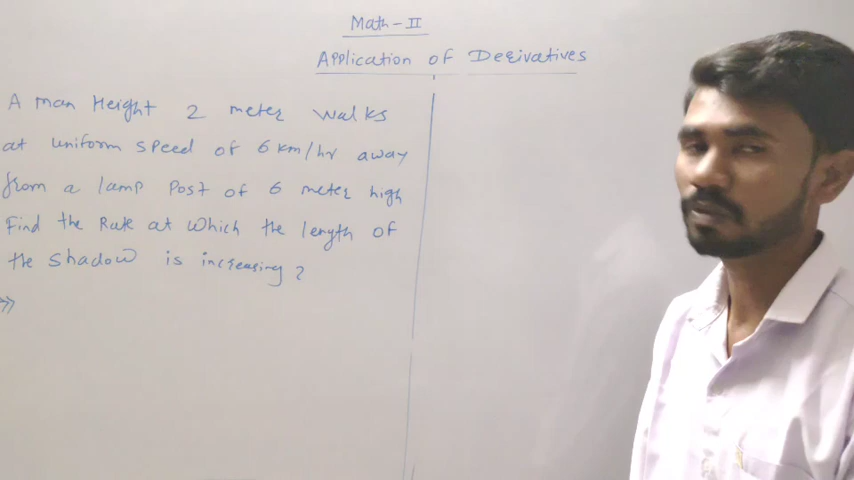 Math-II
Application of Derivatives
A man Height 2 meter walks
at uniform speed of 6 km/hr away
from a lamp Post of 6 meter high
Find the Rate at which the length of
the shadow is increasing ?